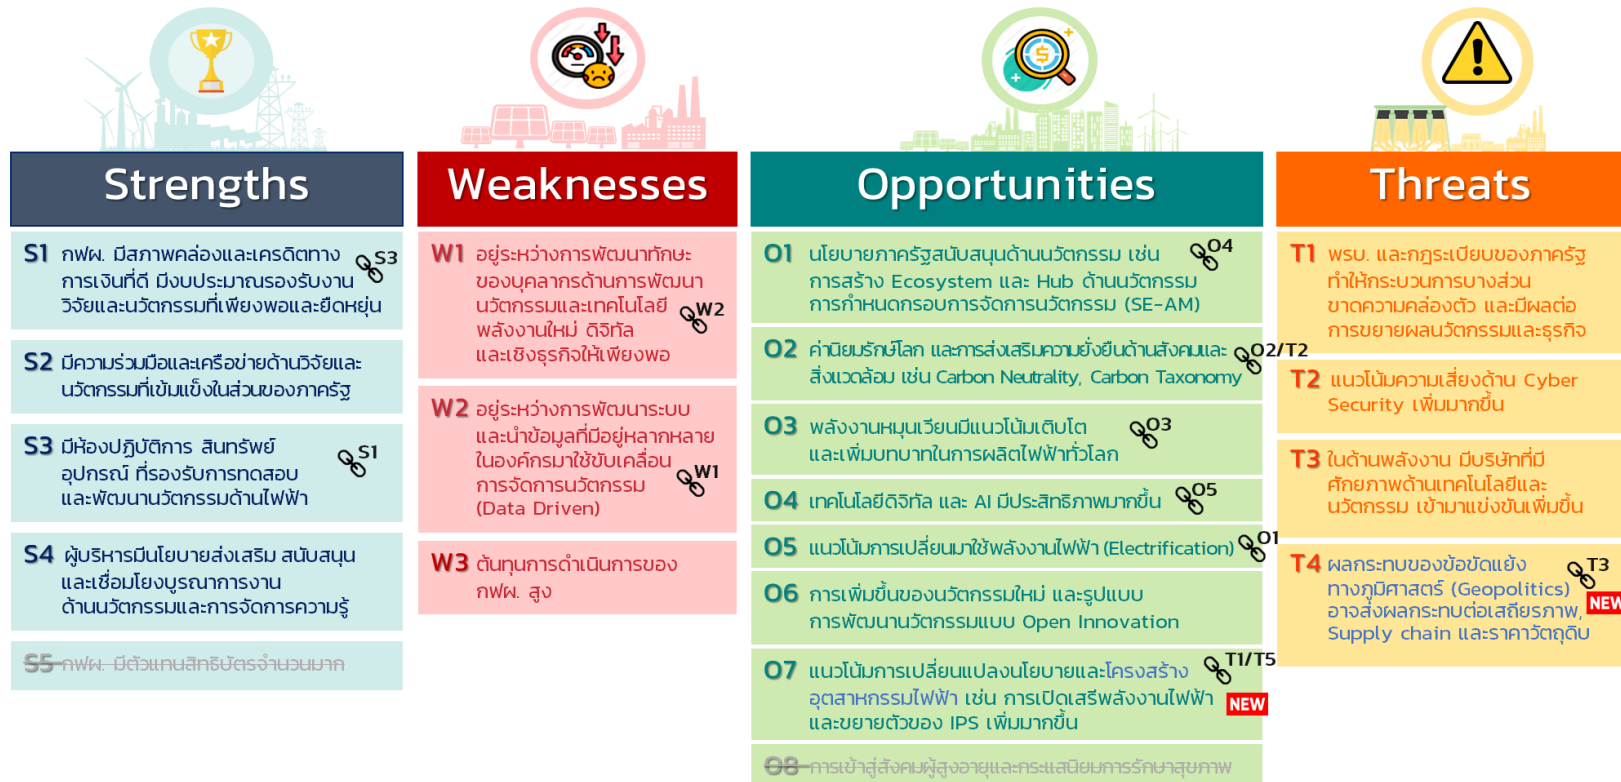 Strengths
S1 กฟผ. มีสภาพคล่องและเครดิตทาง
การเงินที่ดี มีงบประมาณรองรับงาน
วิจัยและนวัตกรรมที่เพียงพอและยืดหยุ่น
S3
S2 มีความร่วมมือและเครือข่ายด้านวิจัยและ
นวัตกรรมที่เข้มแข็งในส่วนของภาครัฐ
S3 มีห้องปฏิบัติการ สินทรัพย์
อุปกรณ์ ที่รองรับการทดสอบ
และพัฒนานวัตกรรมด้านไฟฟ้า
S1
S4 ผู้บริหารมีนโยบายส่งเสริม สนับสนุน
และเชื่อมโยงบูรณาการงาน
ด้านนวัตกรรมและการจัดการความรู้
S5 กฟผ. มีตัวแทนสิทธิบัตรจำนวนมาก
Weaknesses
W1 อยู่ระหว่างการพัฒนาทักษะ
ของบุคลากรด้านการพัฒนา
นวัตกรรมและเทคโนโลยี
พลังงานใหม่ ดิจิทัล
และเชิงธุรกิจให้เพียงพอ
W2
W2 อยู่ระหว่างการพัฒนาระบบ
และนำข้อมูลที่มีอยู่หลากหลาย
ในองค์กรมาใช้ขับเคลื่อน
การจัดการนวัตกรรม
(Data Driven)
W1
W3 ต้นทุนการดำเนินการของ
กฟผ. สูง
Opportunities
O1 นโยบายภาครัฐสนับสนุนด้านนวัตกรรม เช่น
การสร้าง Ecosystem และ Hub ด้านนวัตกรรม
การกำหนดกรอบการจัดการนวัตกรรม (SE-AM)
O4
O2 ค่านิยมรักษ์โลก และการส่งเสริมความยั่งยืนด้านสังคมและ
สิ่งแวดล้อม เช่น Carbon Neutrality, Carbon Taxonomy
O2/T2
O3 พลังงานหมุนเวียนมีแนวโน้มเติบโต
และเพิ่มบทบาทในการผลิตไฟฟ้าทั่วโลก
O3
O4 เทคโนโลยีดิจิทัล และ AI มีประสิทธิภาพมากขึ้น
O5
O5 แนวโน้มการเปลี่ยนมาใช้พลังงานไฟฟ้า (Electrification)
O1
O6 การเพิ่มขึ้นของนวัตกรรมใหม่ และรูปแบบ
การพัฒนานวัตกรรมแบบ Open Innovation
O7 แนวโน้มการเปลี่ยนแปลงนโยบายและโครงสร้าง
อุตสาหกรรมไฟฟ้า เช่น การเปิดเสรีพลังงานไฟฟ้า
และขยายตัวของ IPS เพิ่มมากขึ้น
T1/T5
NEW
O8 การเข้าสู่สังคมผู้สูงอายุและกระแสนิยมการรักษาสุขภาพ
Threats
T1 พรบ. และกฎระเบียบของภาครัฐ
ทำให้กระบวนการบางส่วน
ขาดความคล่องตัว และมีผลต่อ
การขยายผลนวัตกรรมและธุรกิจ
T2 แนวโน้มความเสี่ยงด้าน Cyber
Security เพิ่มมากขึ้น
T3 ในด้านพลังงาน มีบริษัทที่มี
ศักยภาพด้านเทคโนโลยีและ
นวัตกรรม เข้ามาแข่งขันเพิ่มขึ้น
T4 ผลกระทบของข้อขัดแย้ง
ทางภูมิศาสตร์ (Geopolitics)
อาจส่งผลกระทบต่อเสถียรภาพ,
Supply chain และราคาวัตถุดิบ
T3
NEW